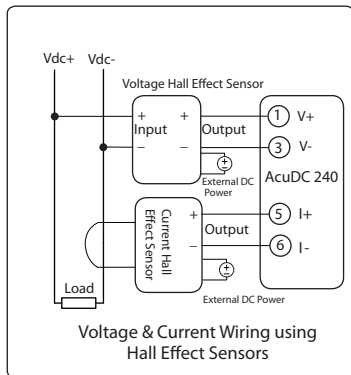 Vdc+ Vdc-
Voltage Hall Effect Sensor
+ + 1 V+
Input Output
− − 3 V-
AcuDC 240
External DC
Power
+ −
Current Hall
Effect Sensor
+ 5 I+
Output
− 6 I-
+ −
External DC Power
Load
Voltage & Current Wiring using
Hall Effect Sensors